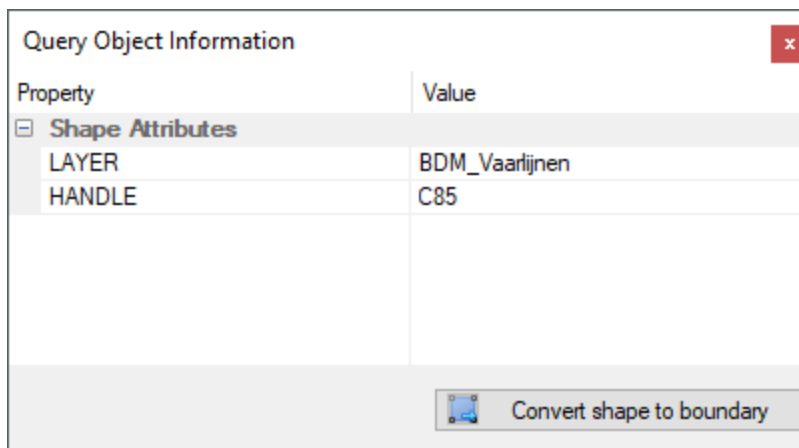 Query Object Information
x
Property Value
Shape Attributes
LAYER BDM_Vaarlijnen
HANDLE C85
Convert shape to boundary